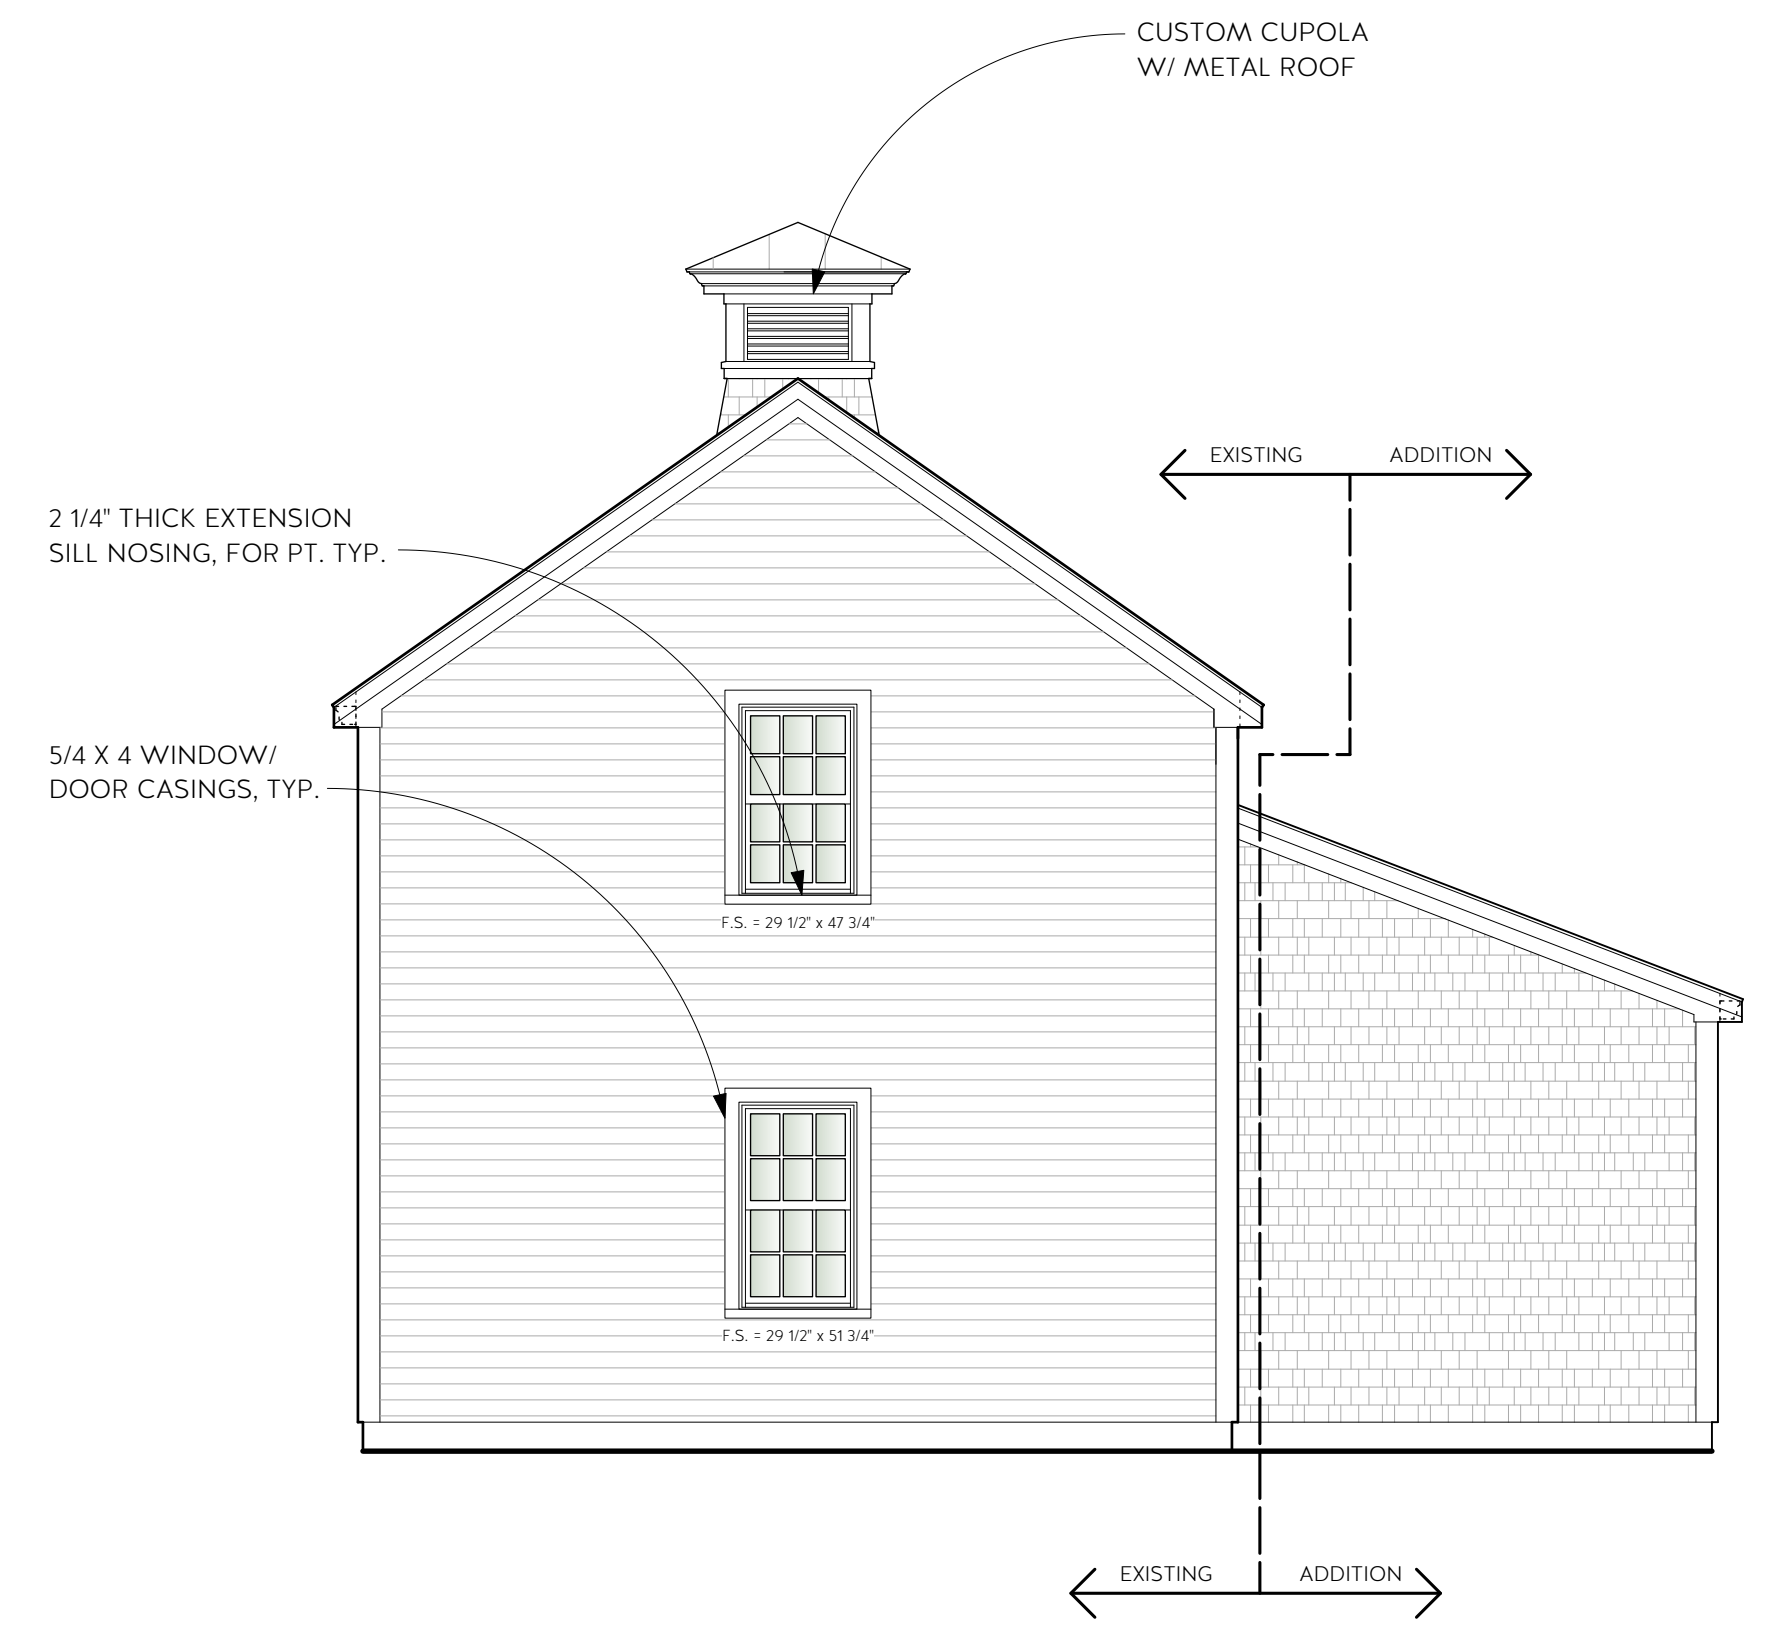 CUSTOM CUPOLA
W/ METAL ROOF
EXISTING
ADDITION
2 1/4" THICK EXTENSION
SILL NOSING, FOR PT. TYP.
5/4 X 4 WINDOW/
DOOR CASINGS, TYP.
F.S. = 29 1/2" x 47 3/4"
F.S. = 29 1/2" x 51 3/4"
EXISTING
ADDITION